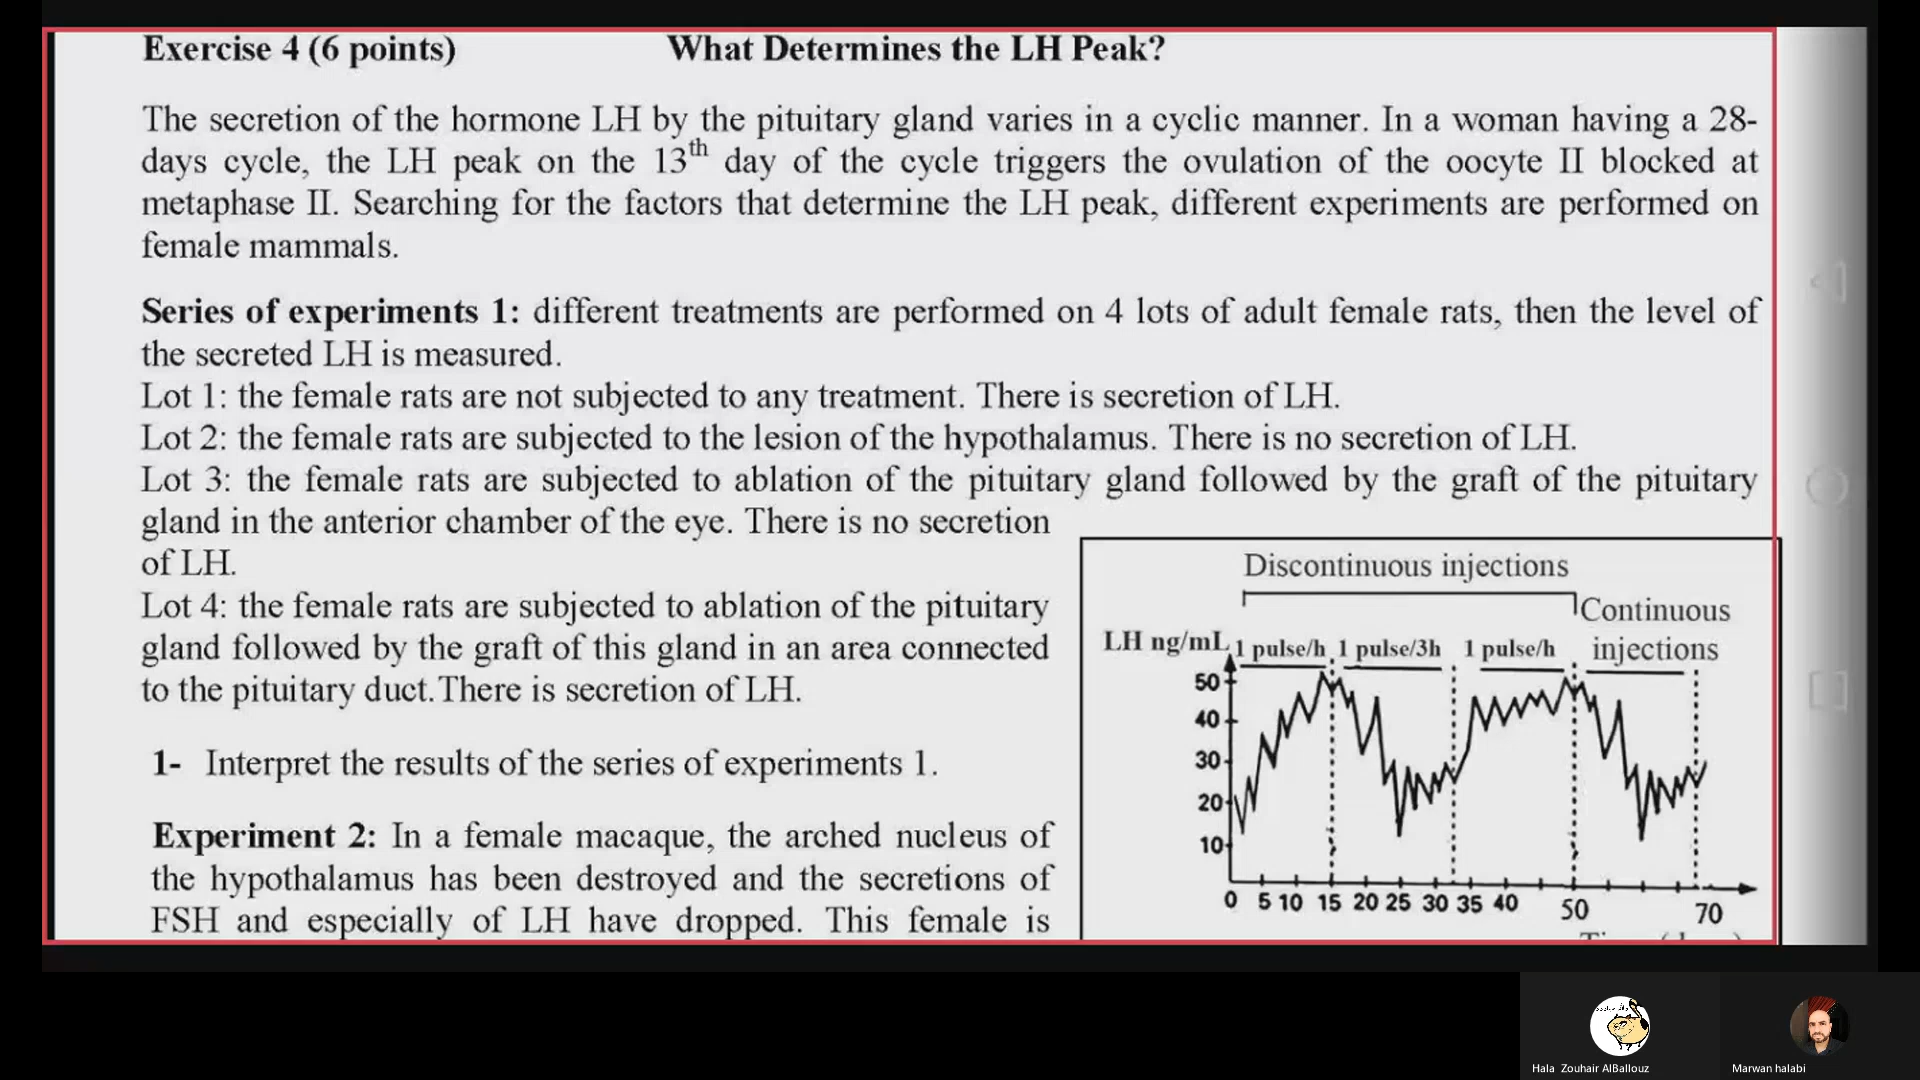 Exercise 4 (6 points) What Determines the LH Peak?
The secretion of the hormone LH by the pituitary gland varies in a cyclic manner. In a woman having a 28-
days cycle, the LH peak on the 13th day of the cycle triggers the ovulation of the oocyte II blocked at
metaphase II. Searching for the factors that determine the LH peak, different experiments are performed on
female mammals.
Series of experiments 1: different treatments are performed on 4 lots of adult female rats, then the level of
the secreted LH is measured.
Lot 1: the female rats are not subjected to any treatment. There is secretion of LH.
Lot 2: the female rats are subjected to the lesion of the hypothalamus. There is no secretion of LH.
Lot 3: the female rats are subjected to ablation of the pituitary gland followed by the graft of the pituitary
gland in the anterior chamber of the eye. There is no secretion
of LH.
Lot 4: the female rats are subjected to ablation of the pituitary
gland followed by the graft of this gland in an area connected
to the pituitary duct. There is secretion of LH.
1- Interpret the results of the series of experiments 1.
Experiment 2: In a female macaque, the arched nucleus of
the hypothalamus has been destroyed and the secretions of
FSH and especially of LH have dropped. This female is
Discontinuous injections
Continuous
injections
LH ng/mL
1 pulse/h 1 pulse/3h 1 pulse/h
50
40
30
20
10
0 5 10 15 20 25 30 35 40 50 70
Hala Zouhair AlBallouz
Marwan halabi